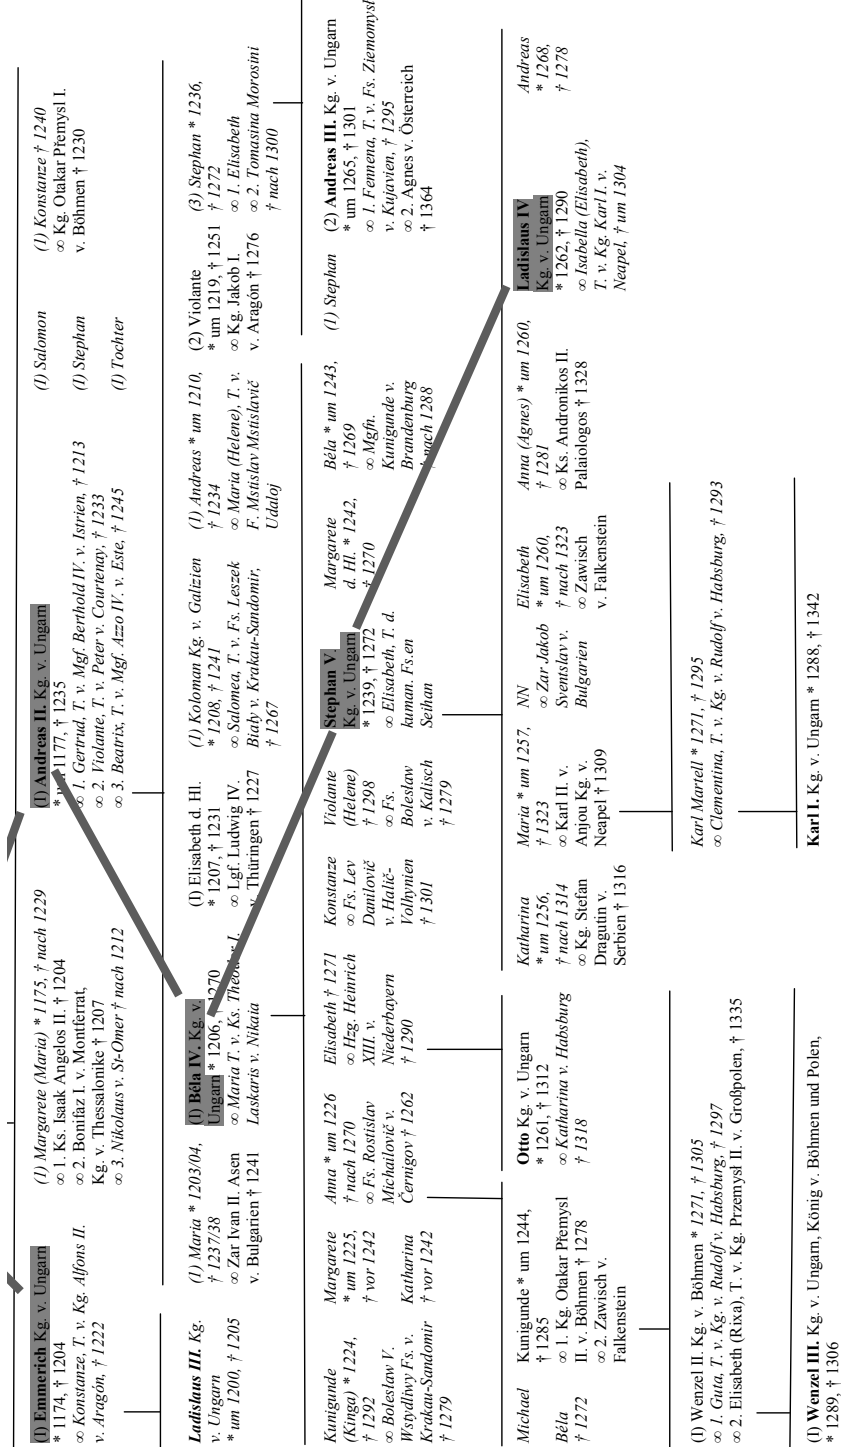 (I) Emmerich Kg. v. Ungarn
* 1174, † 1204
∞ Konstanze, T. v. Kg. Alfons II.
v. Aragón, † 1222
(1) Margarete (Maria) * 1175, † nach 1229
∞ 1. Ks. Isaak Angelos II. † 1204
∞ 2. Bonifaz I. v. Montferrat,
Kg. v. Thessalonike † 1207
∞ 3. Nikolaus v. St-Omer † nach 1212
(I) Andreas II. Kg. v. Ungarn
* um 1177, † 1235
∞ 1. Gertrud, T. v. Mgf. Berthold IV. v. Istrien, † 1213
∞ 2. Violante, T. v. Peter v. Courtenay, † 1233
∞ 3. Beatrix, T. v. Mgf. Azzo IV. v. Este, † 1245
(I) Salomon
(I) Stephan
(I) Tochter
(1) Konstanze † 1240
∞ Kg. Otakar Přemysl I.
v. Böhmen † 1230
Ladislaus III. Kg.
v. Ungarn
* um 1200, † 1205
(1) Maria * 1203/04,
† 1237/38
∞ Zar Ivan II. Asen
v. Bulgarien † 1241
(I) Béla IV. Kg. v.
Ungarn * 1206, † 1270
∞ Maria T. v. Ks. Theodor I.
Laskaris v. Nikaia
(I) Elisabeth d. Hl.
* 1207, † 1231
∞ Lgf. Ludwig IV.
v. Thüringen † 1227
(1) Koloman Kg. v. Galizien
* 1208, † 1241
∞ Salomea, T. v. Fs. Leszek
Biały v. Krakau-Sandomir,
† 1267
(1) Andreas * um 1210,
† 1234
∞ Maria (Helene), T. v.
F. Mstislav Mstislavič
Udaloj
(2) Violante
* um 1219, † 1251
∞ Kg. Jakob I.
v. Aragón † 1276
(3) Stephan * 1236,
† 1272
∞ 1. Elisabeth
∞ 2. Tomasina Morosini
† nach 1300
Kunigunde
(Kinga) * 1224,
† 1292
∞ Boleslaw V.
Wstydliwy Fs. v.
Krakau-Sandomir
† 1279
Margarete
* um 1225,
† vor 1242
Katharina
† vor 1242
Anna * um 1226
† nach 1270
∞ Fs. Rostislav
Michailovič v.
Černigov † 1262
Elisabeth † 1271
∞ Hzg. Heinrich
XIII. v.
Niederbayern
† 1290
Konstanze
∞ Fs. Lev
Danilovič
v. Halič-
Volhynien
† 1301
Violante
(Helene)
† 1298
∞ Fs.
Boleslaw
v. Kalisch
† 1279
Stephan V.
Kg. v. Ungarn
* 1239, † 1272
∞ Elisabeth, T. d.
kuman. Fs.en
Seihan
Margarete
d. Hl. * 1242,
† 1270
Béla * um 1243,
† 1269
∞ Mgfn.
Kunigunde v.
Brandenburg
† nach 1288
(1) Stephan
(2) Andreas III. Kg. v. Ungarn
* um 1265, † 1301
∞ 1. Fennena, T. v. Fs. Ziemomysł
v. Kujavien, † 1295
∞ 2. Agnes v. Österreich
† 1364
Michael
Béla
† 1272
Kunigunde * um 1244,
† 1285
∞ 1. Kg. Otakar Přemysl
II. v. Böhmen † 1278
∞ 2. Zawisch v.
Falkenstein
Otto Kg. v. Ungarn
* 1261, † 1312
∞ Katharina v. Habsburg
† 1318
Katharina
* um 1256,
† nach 1314
∞ Kg. Stefan
Dragutin v.
Serbien † 1316
Maria * um 1257,
† 1323
∞ Karl II. v.
Anjou Kg. v.
Neapel † 1309
NN
∞ Zar Jakob
Sventslav v.
Bulgarien
Elisabeth
* um 1260,
† nach 1323
∞ Zawisch
v. Falkenstein
Anna (Agnes) * um 1260,
† 1281
∞ Ks. Andronikos II.
Palaiologos † 1328
Ladislaus IV
Kg. v. Ungarn
* 1262, † 1290
∞ Isabella (Elisabeth),
T. v. Kg. Karl I. v.
Neapel, † um 1304
Andreas
* 1268,
† 1278
(I) Wenzel II. Kg. v. Böhmen * 1271, † 1305
∞ 1. Guta, T. v. Kg. v. Rudolf v. Habsburg, † 1297
∞ 2. Elisabeth (Rixa), T. v. Kg. Przemysl II. v. Großpolen, † 1335
Karl Martell * 1271, † 1295
∞ Clementina, T. v. Kg. v. Rudolf v. Habsburg, † 1293
(I) Wenzel III. Kg. v. Ungarn, König v. Böhmen und Polen,
* 1289, † 1306
Karl I. Kg. v. Ungarn * 1288, † 1342